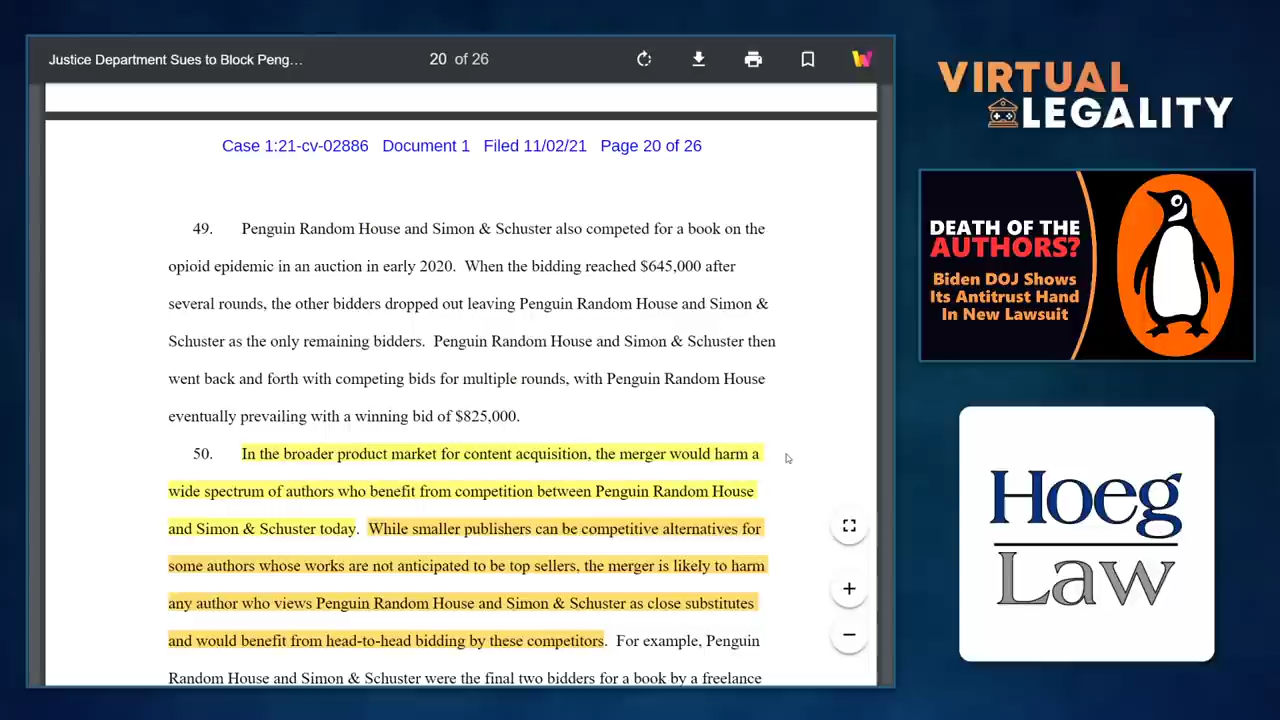 Justice Department Sues to Block Peng...
20 of 26
Case 1:21-cv-02886 Document 1 Filed 11/02/21 Page 20 of 26
49. Penguin Random House and Simon & Schuster also competed for a book on the
opioid epidemic in an auction in early 2020. When the bidding reached $645,000 after
several rounds, the other bidders dropped out leaving Penguin Random House and Simon &
Schuster as the only remaining bidders. Penguin Random House and Simon & Schuster then
went back and forth with competing bids for multiple rounds, with Penguin Random House
eventually prevailing with a winning bid of $825,000.
50. In the broader product market for content acquisition, the merger would harm a
wide spectrum of authors who benefit from competition between Penguin Random House
and Simon & Schuster today. While smaller publishers can be competitive alternatives for
some authors whose works are not anticipated to be top sellers, the merger is likely to harm
any author who views Penguin Random House and Simon & Schuster as close substitutes
and would benefit from head-to-head bidding by these competitors. For example, Penguin
Random House and Simon & Schuster were the final two bidders for a book by a freelance
VIRTUAL
LEGALITY
DEATH OF THE
AUTHORS?
Biden DOJ Shows
Its Antitrust Hand
In New Lawsuit
Hoeg
Law